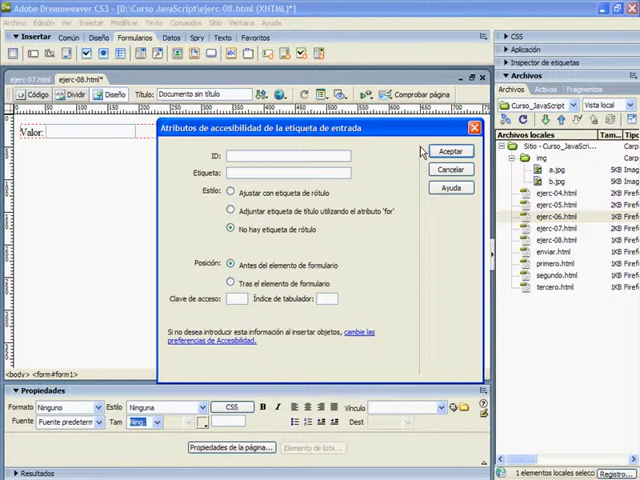 Adobe Dreamweaver CS3 - [D:\Curso JavaScript\ejerc-08.html (XHTML)*]
Archivo Edición Ver Insertar Modificar Texto Comandos Sitio Ventana Ayuda
Insertar Común Diseño Formularios Datos Spry Texto Favoritos
CSS
Aplicación
Inspector de etiquetas
Archivos
Archivos Activos Fragmentos
Curso_JavaScript Vista local
Archivos locales Tam... T
Sitio - Curso_JavaScri...
img
a.jpg 5KB
b.jpg 5KB
ejerc-04.html 1KB Firef
ejerc-05.html 1KB Firef
ejerc-06.html 1KB Firef
ejerc-07.html 1KB Firef
ejerc-08.html 1KB Firef
enviar.html 1KB Firef
primero.html 1KB Firef
segundo.html 1KB Firef
tercero.html 1KB Firef
ejerc-07.html ejerc-08.html*
Código Dividir Diseño Título: Documento sin título Comprobar página
Valor:
Atributos de accesibilidad de la etiqueta de entrada
ID:
Etiqueta:
Estilo: Ajustar con etiqueta de rótulo
Adjuntar etiqueta de título utilizando el atributo 'for'
No hay etiqueta de rótulo
Posición: Antes del elemento de formulario
Tras el elemento de formulario
Clave de acceso: Índice de tabulador:
Si no desea introducir esta información al insertar objetos, cambie las
preferencias de Accesibilidad.
Aceptar
Cancelar
Ayuda
<body> <form#form1>
Propiedades
Formato Ninguno Estilo Ninguna CSS B I Vínculo
Fuente Fuente predeterm Tam Ning. Dest
Propiedades de la página... Elemento de lista...
Resultados
1 elementos locales selecci Registro...